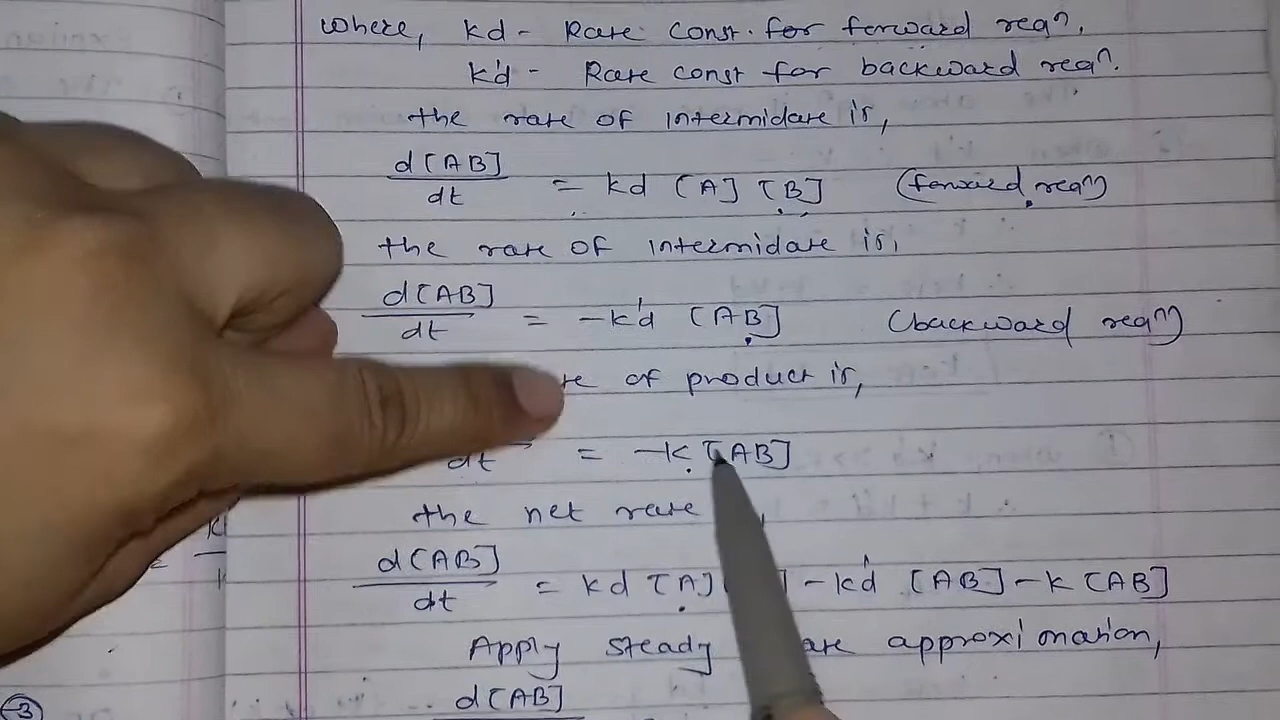 where, kd - Rate const. for forward reaⁿ.
k'd - Rate const for backward reaⁿ.
the rate of intermidate is,
d[AB]/dt = kd [A] [B] (forward reaⁿ)
the rate of intermidate is,
d[AB]/dt = -k'd [AB] (backward reaⁿ)
of product is,
dt = -k [AB]
the net rate
d[AB]/dt = kd [A] ] - k'd [AB] - k [AB]
Apply steady approximation,
d[AB]
3